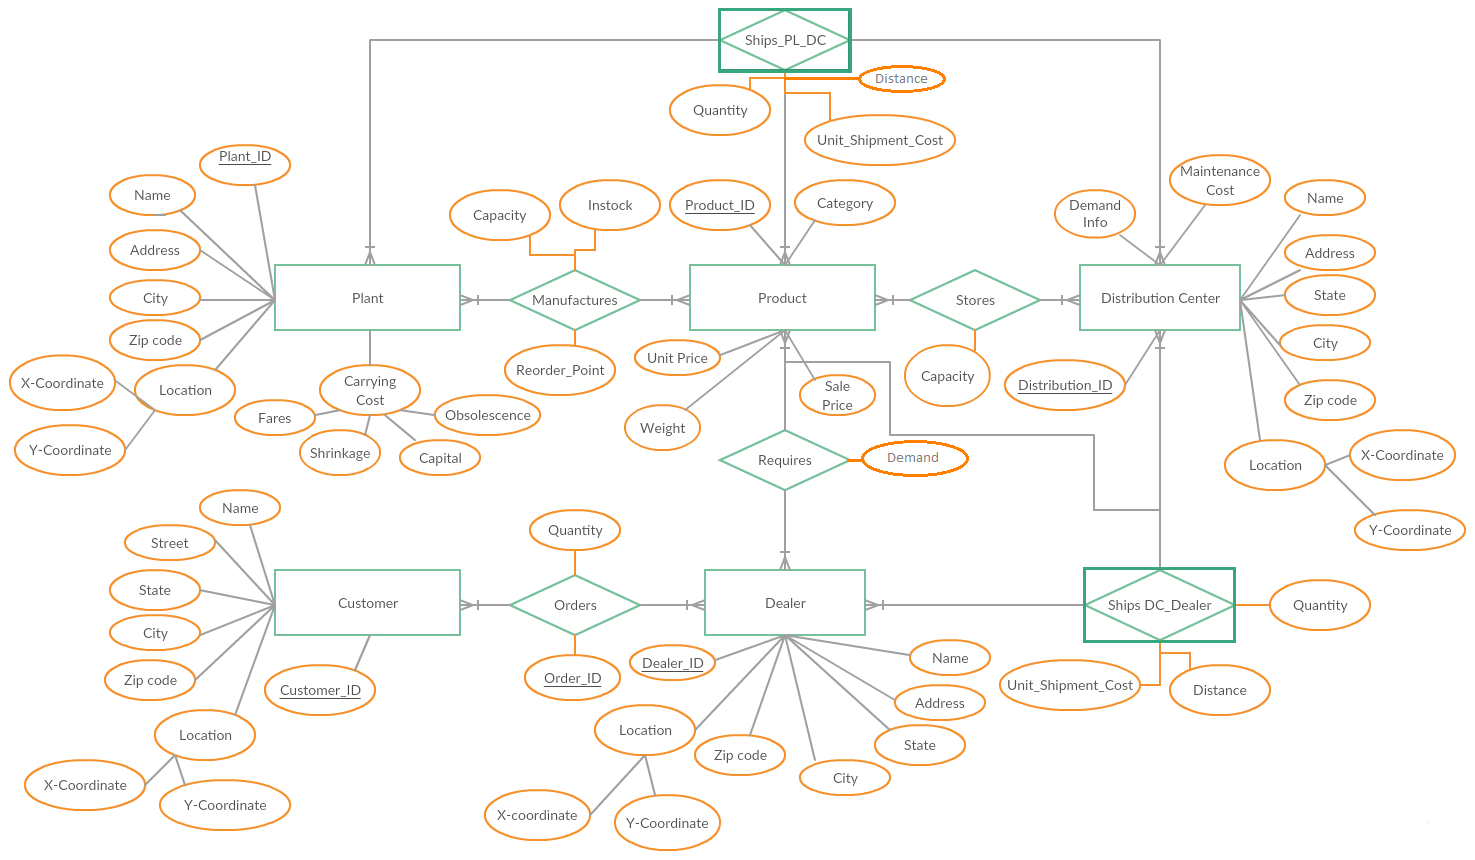 Ships_PL_DC
Distance
Quantity
Unit_Shipment_Cost
Plant_ID
Name
Address
City
Zip code
Location
X-Coordinate
Y-Coordinate
Plant
Carrying
Cost
Fares
Shrinkage
Capital
Obsolescence
Capacity
Instock
Manufactures
Reorder_Point
Product_ID
Category
Product
Unit Price
Weight
Sale
Price
Stores
Capacity
Demand
Info
Maintenance
Cost
Distribution Center
Distribution_ID
Name
Address
State
City
Zip code
Location
X-Coordinate
Y-Coordinate
Requires
Demand
Name
Street
State
City
Zip code
Location
X-Coordinate
Y-Coordinate
Customer
Customer_ID
Quantity
Orders
Order_ID
Dealer
Dealer_ID
Location
X-coordinate
Y-Coordinate
Zip code
City
State
Address
Name
Ships DC_Dealer
Quantity
Unit_Shipment_Cost
Distance